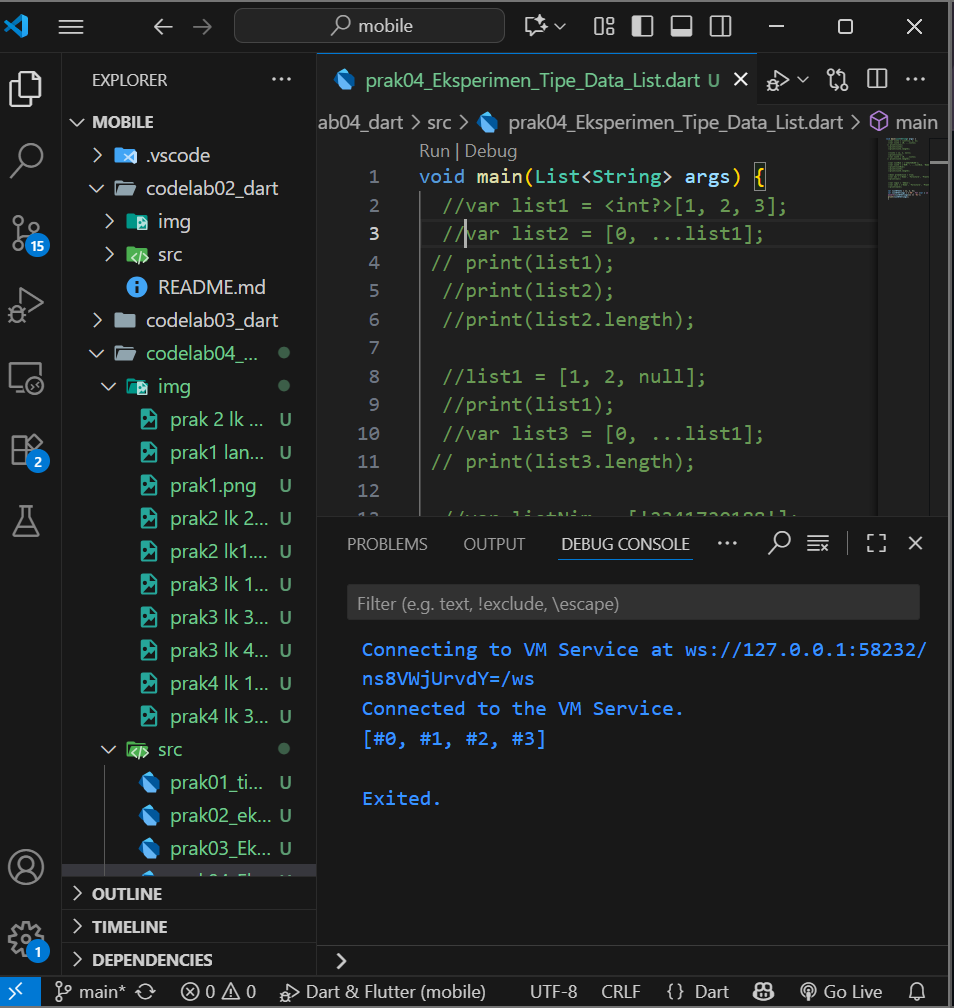 mobile
EXPLORER
prak04_Eksperimen_Tipe_Data_List.dart U
MOBILE
ab04_dart > src > prak04_Eksperimen_Tipe_Data_List.dart > main
.vscode
codelab02_dart
img
src
README.md
codelab03_dart
codelab04_...
img
prak 2 lk ... U
prak1 lan... U
prak1.png U
prak2 lk 2... U
prak2 lk1.... U
prak3 lk 1... U
prak3 lk 3... U
prak3 lk 4... U
prak4 lk 1... U
prak4 lk 3... U
src
prak01_ti... U
prak02_ek... U
prak03_Ek... U
OUTLINE
TIMELINE
DEPENDENCIES
Run | Debug
1 void main(List<String> args) {
2 //var list1 = <int?>[1, 2, 3];
3 //var list2 = [0, ...list1];
4 // print(list1);
5 //print(list2);
6 //print(list2.length);
7
8 //list1 = [1, 2, null];
9 //print(list1);
10 //var list3 = [0, ...list1];
11 // print(list3.length);
12
PROBLEMS OUTPUT DEBUG CONSOLE
Filter (e.g. text, !exclude, \escape)
Connecting to VM Service at ws://127.0.0.1:58232/
ns8VWjUrvdY=/ws
Connected to the VM Service.
[#0, #1, #2, #3]
Exited.
15
2
1
main* 0 0 Dart & Flutter (mobile) UTF-8 CRLF {} Dart Go Live